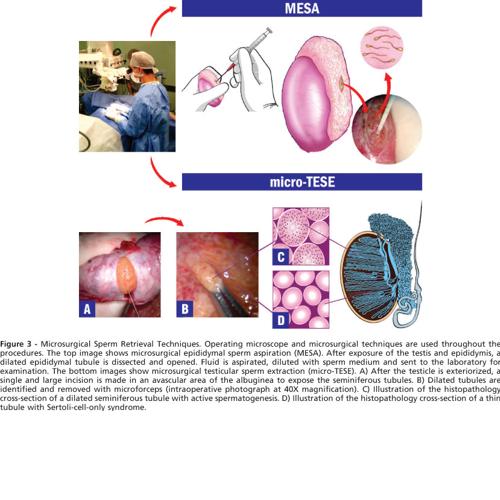 MESA
micro-TESE
C
A
B
D
Figure 3 - Microsurgical Sperm Retrieval Techniques. Operating microscope and microsurgical techniques are used throughout the
procedures. The top image shows microsurgical epididymal sperm aspiration (MESA). After exposure of the testis and epididymis, a
dilated epididymal tubule is dissected and opened. Fluid is aspirated, diluted with sperm medium and sent to the laboratory for
examination. The bottom images show microsurgical testicular sperm extraction (micro-TESE). A) After the testicle is exteriorized, a
single and large incision is made in an avascular area of the albuginea to expose the seminiferous tubules. B) Dilated tubules are
identified and removed with microforceps (intraoperative photograph at 40X magnification). C) Illustration of the histopathology
cross-section of a dilated seminiferous tubule with active spermatogenesis. D) Illustration of the histopathology cross-section of a thin
tubule with Sertoli-cell-only syndrome.